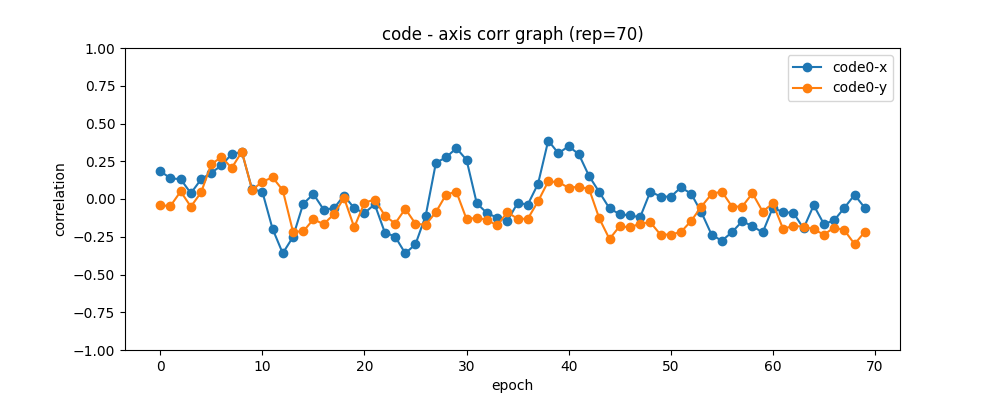 code - axis corr graph (rep=70)
1.00
0.75
0.50
0.25
0.00
−0.25
−0.50
−0.75
−1.00
correlation
code0-x
code0-y
0 10 20 30 40 50 60 70
epoch